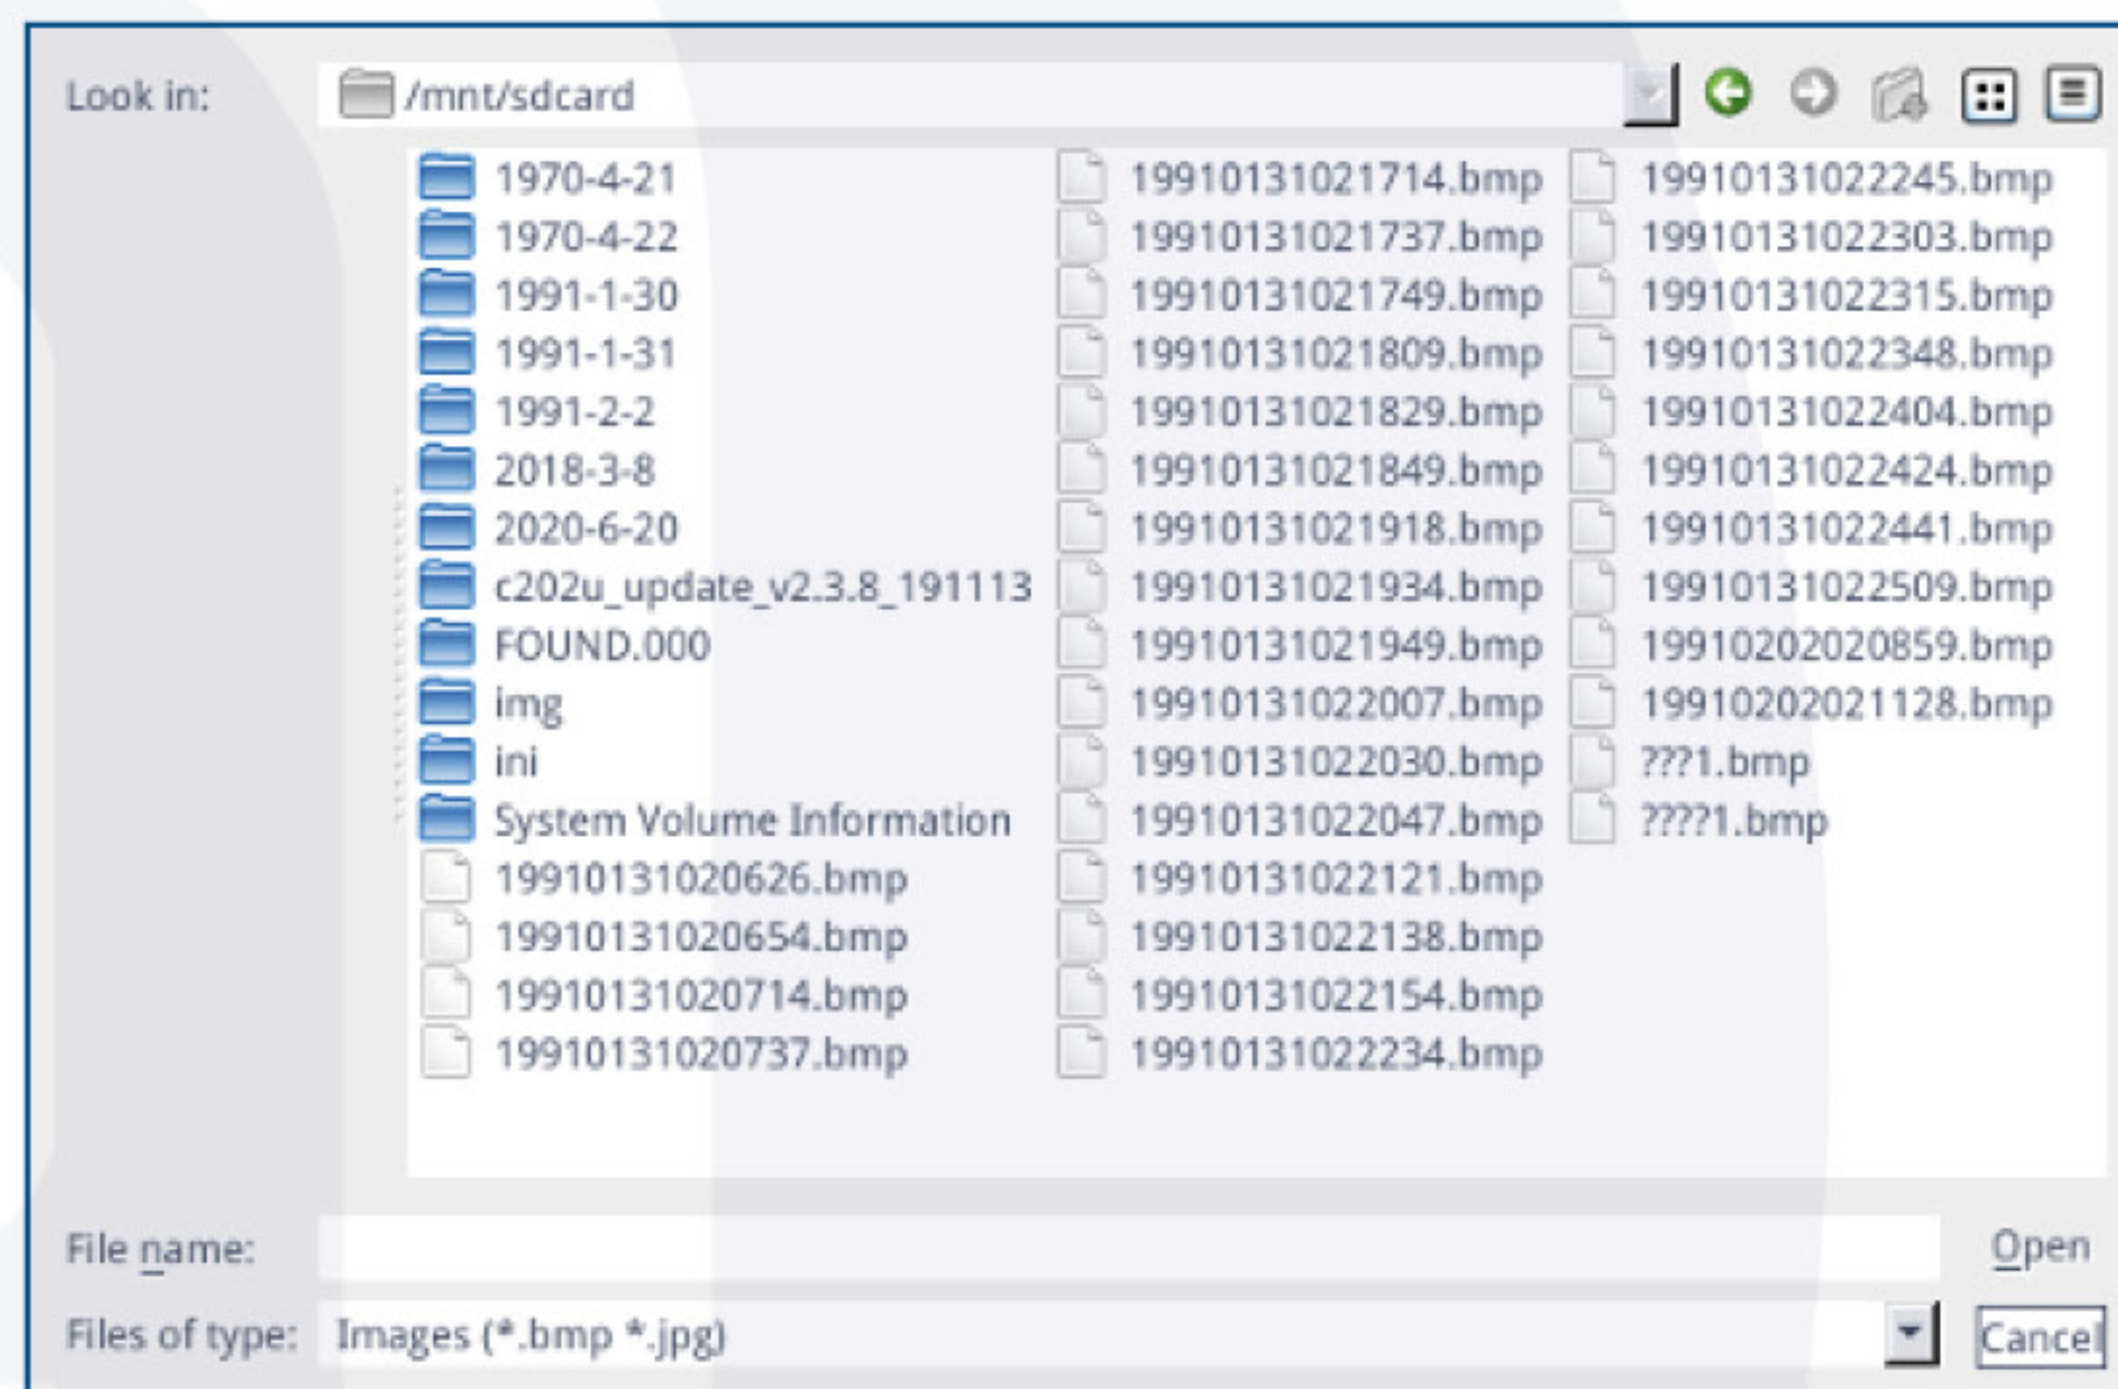 Look in: /mnt/sdcard
1970-4-21
1970-4-22
1991-1-30
1991-1-31
1991-2-2
2018-3-8
2020-6-20
c202u_update_v2.3.8_191113
FOUND.000
img
ini
System Volume Information
19910131020626.bmp
19910131020654.bmp
19910131020714.bmp
19910131020737.bmp
19910131021714.bmp
19910131021737.bmp
19910131021749.bmp
19910131021809.bmp
19910131021829.bmp
19910131021849.bmp
19910131021918.bmp
19910131021934.bmp
19910131021949.bmp
19910131022007.bmp
19910131022030.bmp
19910131022047.bmp
19910131022121.bmp
19910131022138.bmp
19910131022154.bmp
19910131022234.bmp
19910131022245.bmp
19910131022303.bmp
19910131022315.bmp
19910131022348.bmp
19910131022404.bmp
19910131022424.bmp
19910131022441.bmp
19910131022509.bmp
19910202020859.bmp
19910202021128.bmp
???1.bmp
????1.bmp
File name: Open
Files of type: Images (*.bmp *.jpg) Cancel